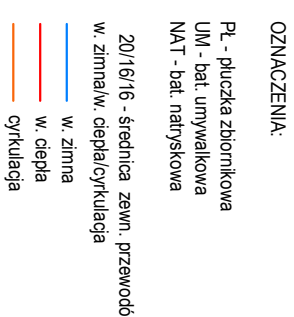 OZNACZENIA:
PŁ - płuczka zbiornikowa
UM - bat. umywalkowa
NAT - bat. natryskowa
20/16/16 - średnica zewn. przewodó
w. zimna/w. ciepła/cyrkulacja
w. zimna
w. ciepła
cyrkulacja